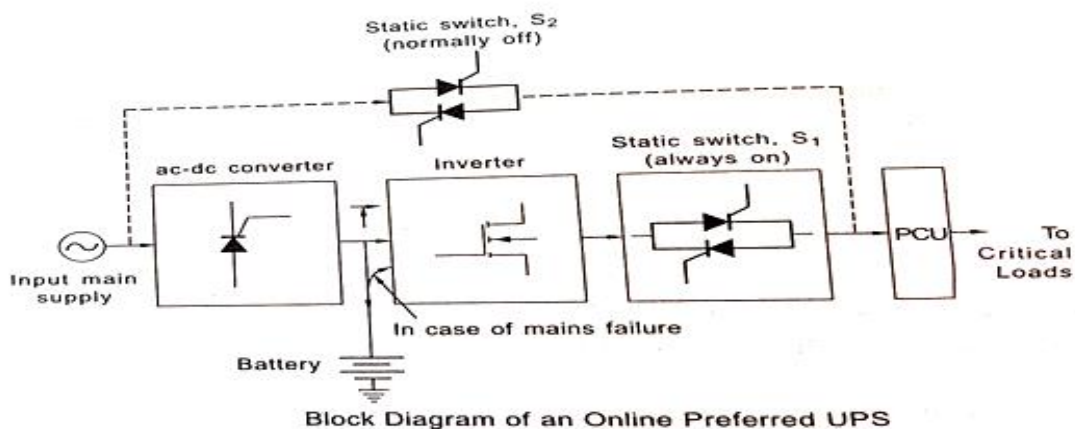 Static switch, S₂
(normally off)
Static switch, S₁
(always on)
ac-dc converter
Inverter
Input main
supply
PCU
To
Critical
Loads
In case of mains failure
Battery
Block Diagram of an Online Preferred UPS